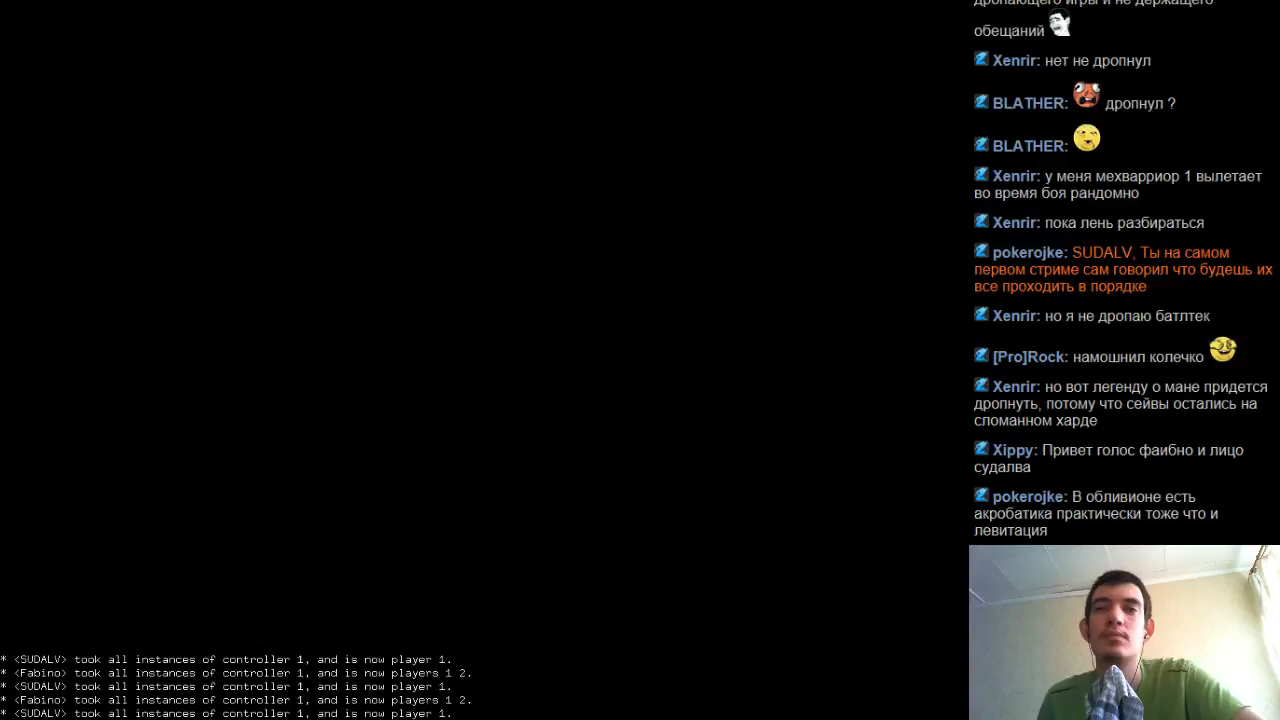 дропающего игры и не держащего
обещаний
Xenrir: нет не дропнул
BLATHER: дропнул ?
BLATHER:
Xenrir: у меня мехварриор 1 вылетает
во время боя рандомно
Xenrir: пока лень разбираться
pokerojke: SUDALV, Ты на самом
первом стриме сам говорил что будешь их
все проходить в порядке
Xenrir: но я не дропаю батлтек
[Pro]Rock: намошнил колечко
Xenrir: но вот легенду о мане придется
дропнуть, потому что сейвы остались на
сломанном харде
Xippy: Привет голос фаибно и лицо
судалва
pokerojke: В обливионе есть
акробатика практически тоже что и
левитация
* <SUDALV> took all instances of controller 1, and is now player 1.
* <Fabino> took all instances of controller 1, and is now players 1 2.
* <SUDALV> took all instances of controller 1, and is now player 1.
* <Fabino> took all instances of controller 1, and is now players 1 2.
* <SUDALV> took all instances of controller 1, and is now player 1.